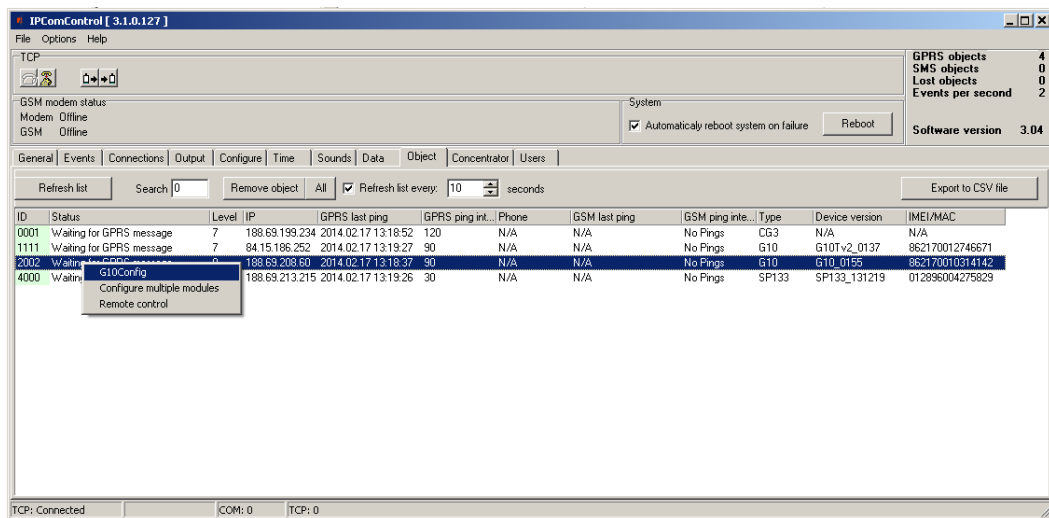 IPComControl [ 3.1.0.127 ]
File Options Help
TCP
GPRS objects 4
SMS objects 0
Lost objects 0
Events per second 2
Software version 3.04
GSM modem status
Modem Offline
GSM Offline
System
Automaticaly reboot system on failure Reboot
General Events Connections Output Configure Time Sounds Data Object Concentrator Users
Refresh list Search 0 Remove object All Refresh list every: 10 seconds Export to CSV file
ID Status Level IP GPRS last ping GPRS ping int... Phone GSM last ping GSM ping inte... Type Device version IMEI/MAC
0001 Waiting for GPRS message 7 188.69.199.234 2014.02.17 13:18:52 120 N/A N/A No Pings CG3 N/A N/A
1111 Waiting for GPRS message 7 84.15.186.252 2014.02.17 13:19:27 90 N/A N/A No Pings G10 G10Tv2_0137 862170012746671
2002 Waiting for GPRS message 188.69.208.60 2014.02.17 13:18:37 90 N/A N/A No Pings G10 G10_0155 862170010314142
4000 Waiting 188.69.213.215 2014.02.17 13:19:26 30 N/A N/A No Pings SP133 SP133_131219 012896004275829
G10Config
Configure multiple modules
Remote control
TCP: Connected COM: 0 TCP: 0